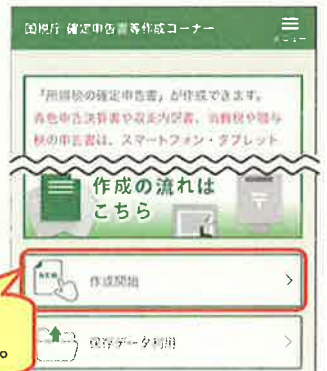 国税庁 確定申告書等作成コーナー
メニュー
「所得税の確定申告書」が作成できます。
青色申告決算書や収支内訳書、消費税や贈与
税の申告書は、スマートフォン・タブレット
作成の流れは
こちら
作成開始
保存データ利用
。